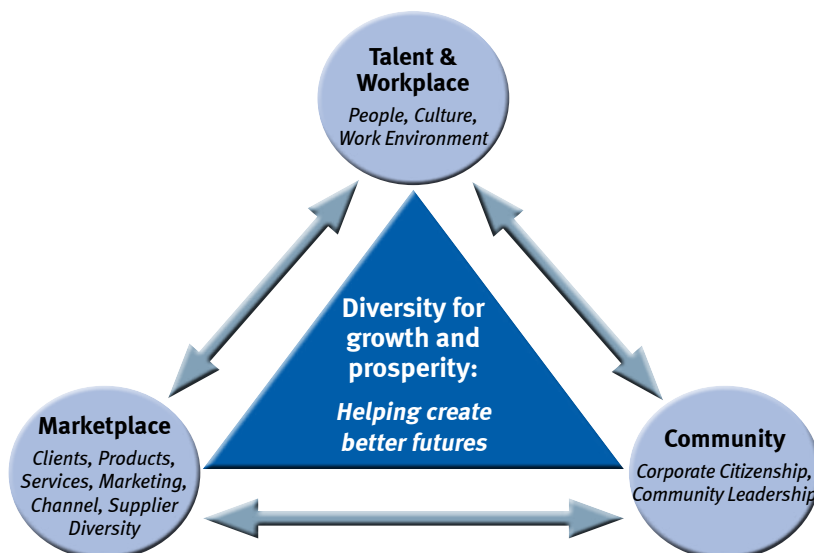 Talent &
Workplace
People, Culture,
Work Environment
Diversity for
growth and
prosperity:
Helping create
better futures
Marketplace
Clients, Products,
Services, Marketing,
Channel, Supplier
Diversity
Community
Corporate Citizenship,
Community Leadership